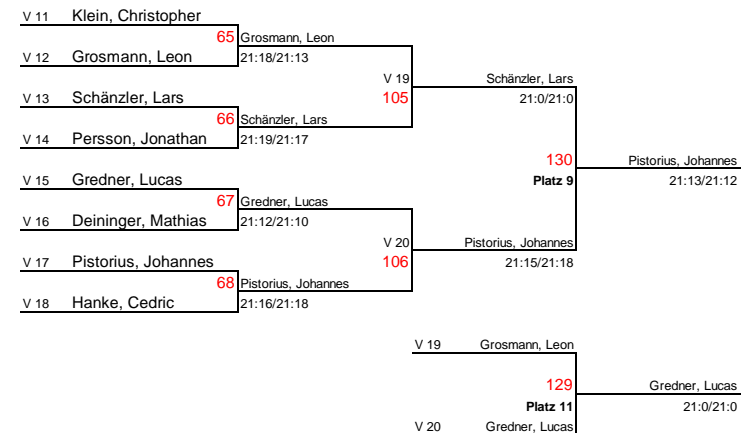 V 11 Klein, Christopher
65 Grosmann, Leon
V 12 Grosmann, Leon 21:18/21:13
V 19 Schänzler, Lars
V 13 Schänzler, Lars 105 21:0/21:0
66 Schänzler, Lars
V 14 Persson, Jonathan 21:19/21:17
130 Pistorius, Johannes
V 15 Gredner, Lucas Platz 9 21:13/21:12
67 Gredner, Lucas
V 16 Deininger, Mathias 21:12/21:10
V 20 Pistorius, Johannes
V 17 Pistorius, Johannes 106 21:15/21:18
68 Pistorius, Johannes
V 18 Hanke, Cedric 21:16/21:18
V 19 Grosmann, Leon
129 Gredner, Lucas
Platz 11 21:0/21:0
V 20 Gredner, Lucas